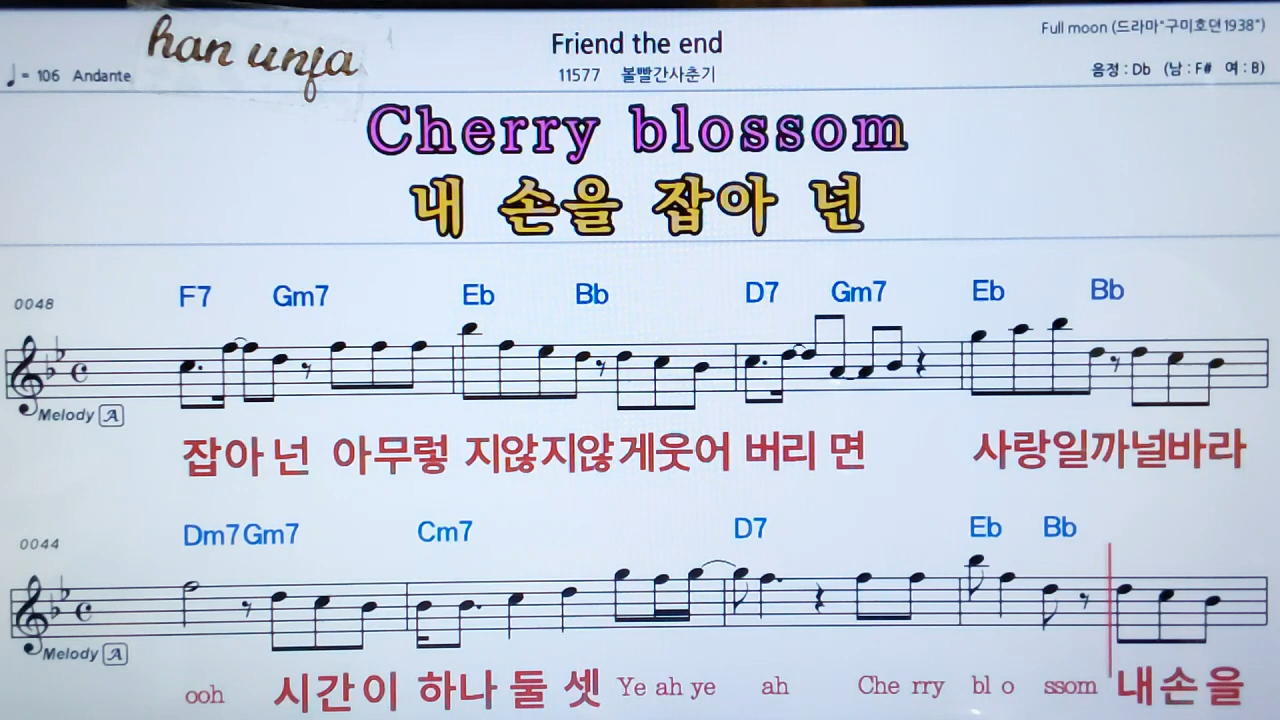 han unja
Friend the end
Full moon (드라마"구미호뎐1938")
♩= 106 Andante
11577 볼빨간사춘기
음정 : Db (남 : F# 여 : B)
Cherry blossom
내 손을 잡아 넌
0048
F7 Gm7 Eb Bb D7 Gm7 Eb Bb
Melody A
잡아 넌 아무렇 지않지않게웃어 버리 면 사랑일까널바라
0044
Dm7 Gm7 Cm7 D7 Eb Bb
Melody A
ooh 시간이 하나 둘 셋 Ye ah ye ah Che rry bl o ssom 내손을